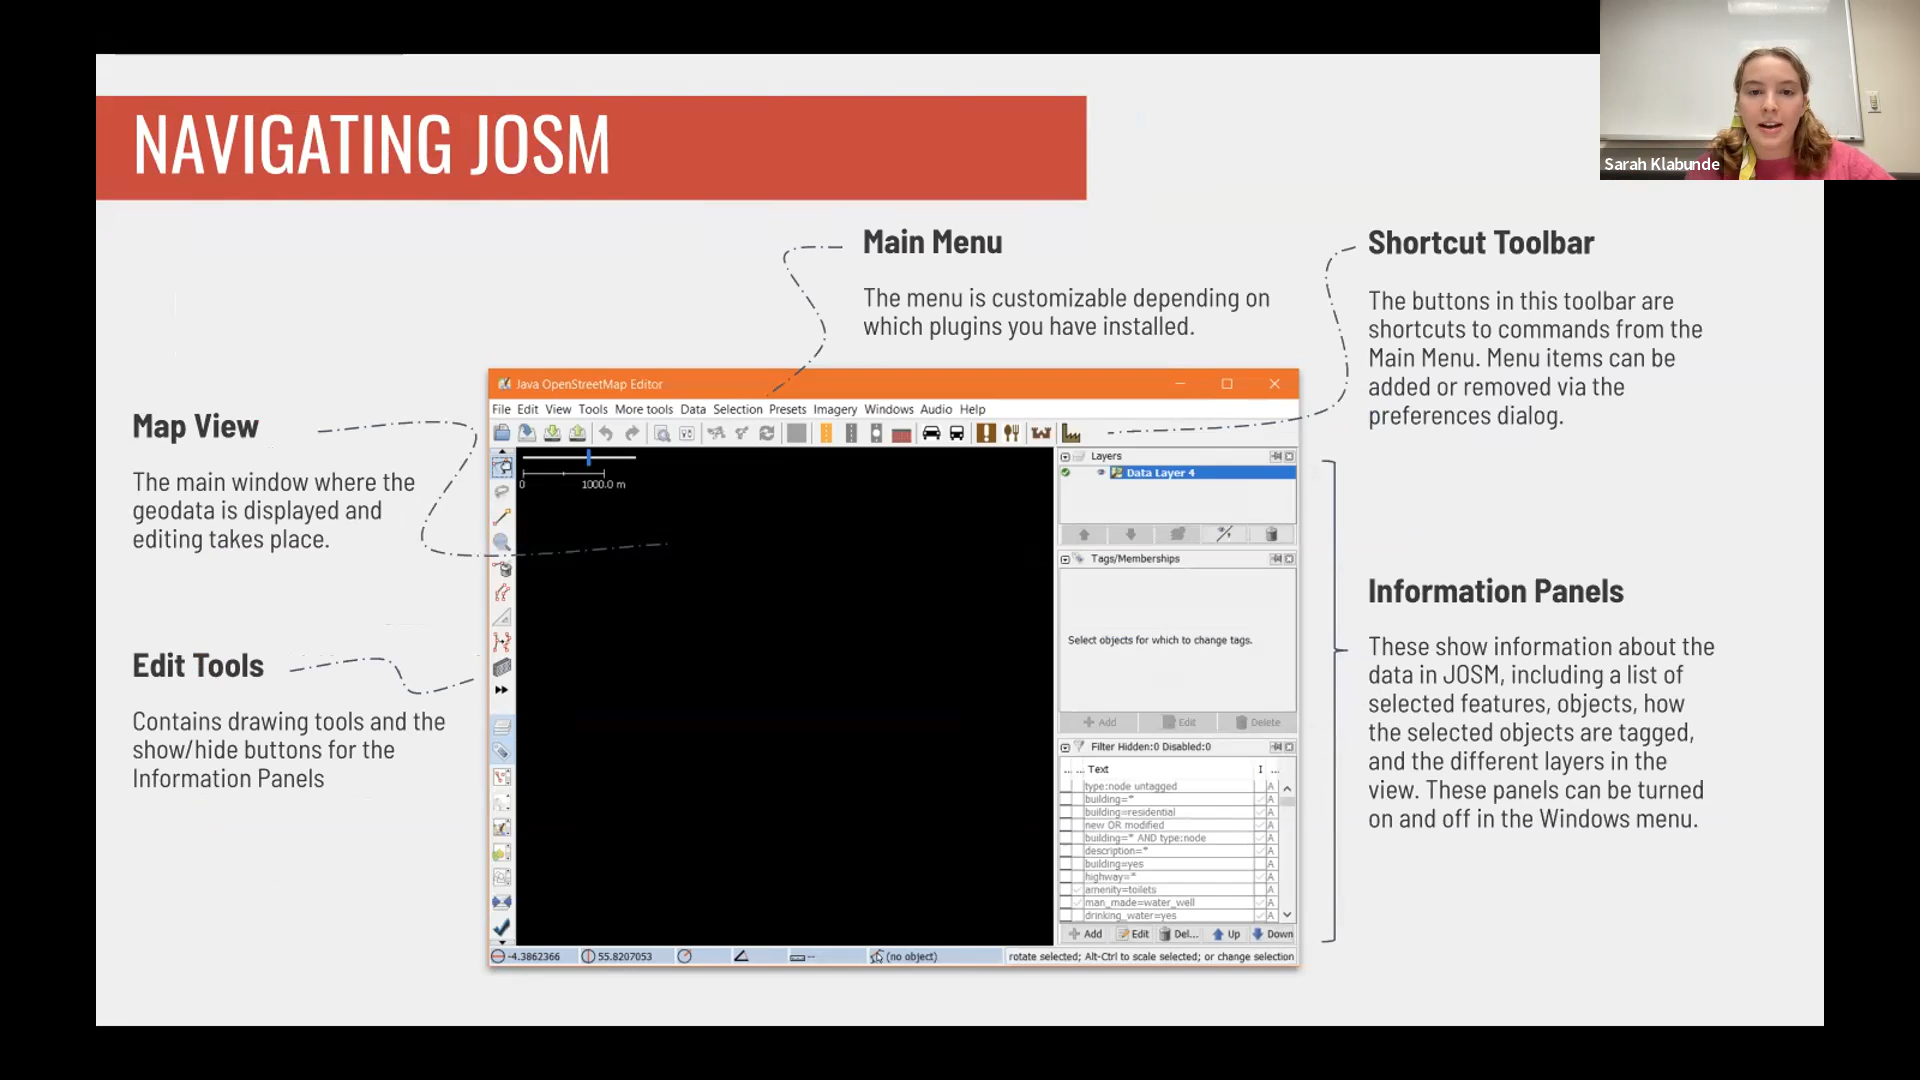 NAVIGATING JOSM
Sarah Klabunde
Main Menu
The menu is customizable depending on
which plugins you have installed.
Shortcut Toolbar
The buttons in this toolbar are
shortcuts to commands from the
Main Menu. Menu items can be
added or removed via the
preferences dialog.
Map View
The main window where the
geodata is displayed and
editing takes place.
Edit Tools
Contains drawing tools and the
show/hide buttons for the
Information Panels
Information Panels
These show information about the
data in JOSM, including a list of
selected features, objects, how
the selected objects are tagged,
and the different layers in the
view. These panels can be turned
on and off in the Windows menu.
Java OpenStreetMap Editor
File Edit View Tools More tools Data Selection Presets Imagery Windows Audio Help
0 1000.0 m
Layers
Data Layer 4
Tags/Memberships
Select objects for which to change tags.
Add Edit Delete
Filter Hidden:0 Disabled:0
... ... Text I ...
type:node untagged A
building=* A
building=residential A
new OR modified A
building=* AND type:node A
description=* A
building=yes A
highway=* A
amenity=toilets A
man_made=water_well A
drinking_water=yes A
Add Edit Del... Up Down
-4.3862366 55.8207053 -- (no object) rotate selected; Alt-Ctrl to scale selected; or change selection